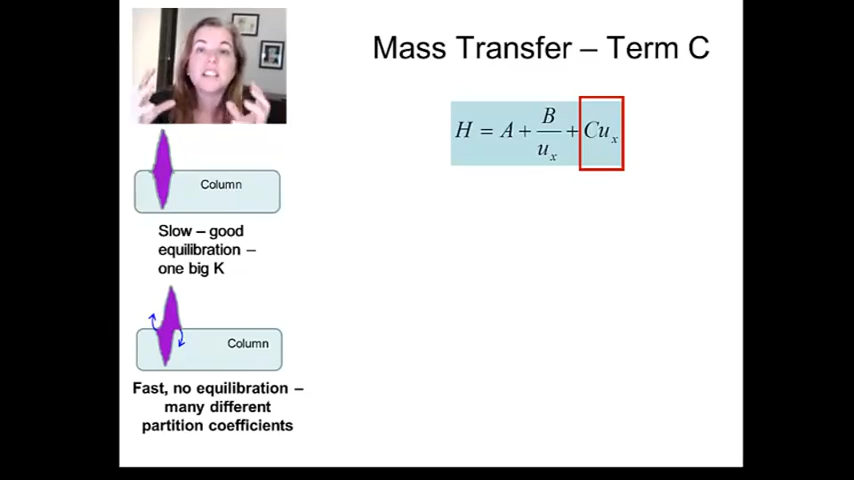 Mass Transfer – Term C
H = A + B/uₓ + Cuₓ
Column
Slow – good
equilibration –
one big K
Column
Fast, no equilibration –
many different
partition coefficients